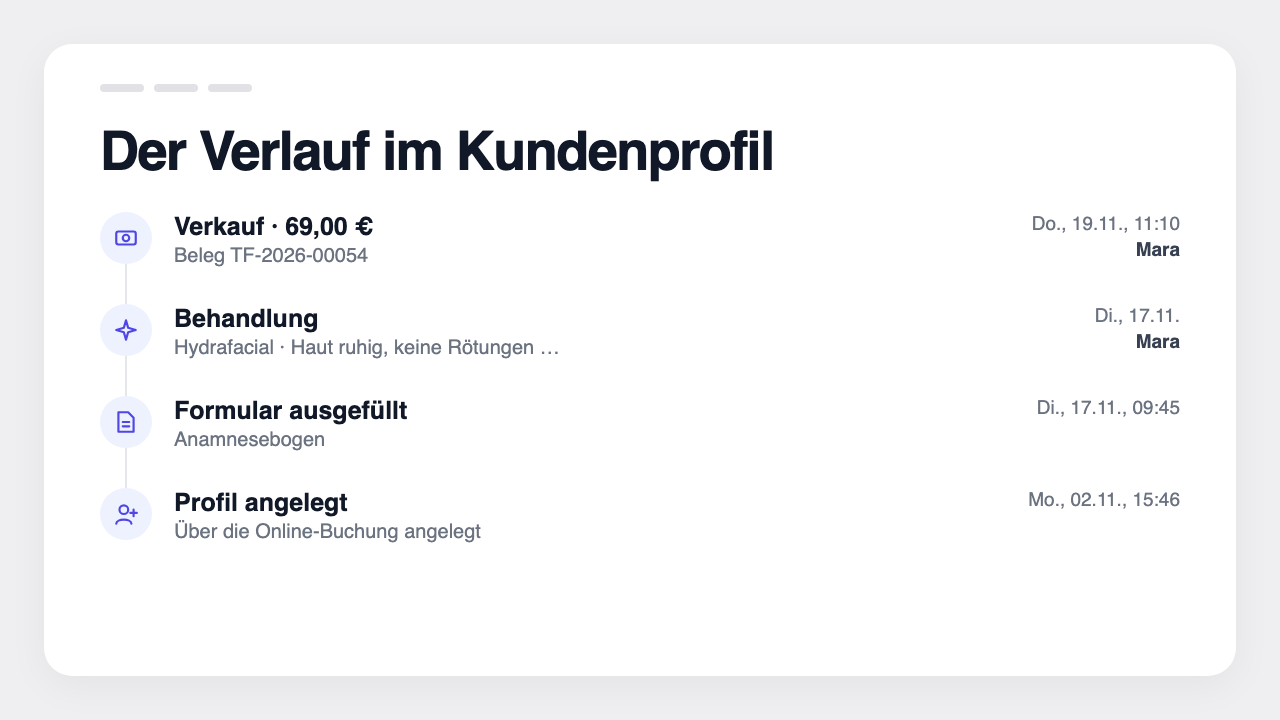 Der Verlauf im Kundenprofil
Verkauf · 69,00 €
Do., 19.11., 11:10
Beleg TF-2026-00054
Mara
Behandlung
Di., 17.11.
Hydrafacial · Haut ruhig, keine Rötungen …
Mara
Formular ausgefüllt
Di., 17.11., 09:45
Anamnesebogen
Profil angelegt
Mo., 02.11., 15:46
Über die Online-Buchung angelegt